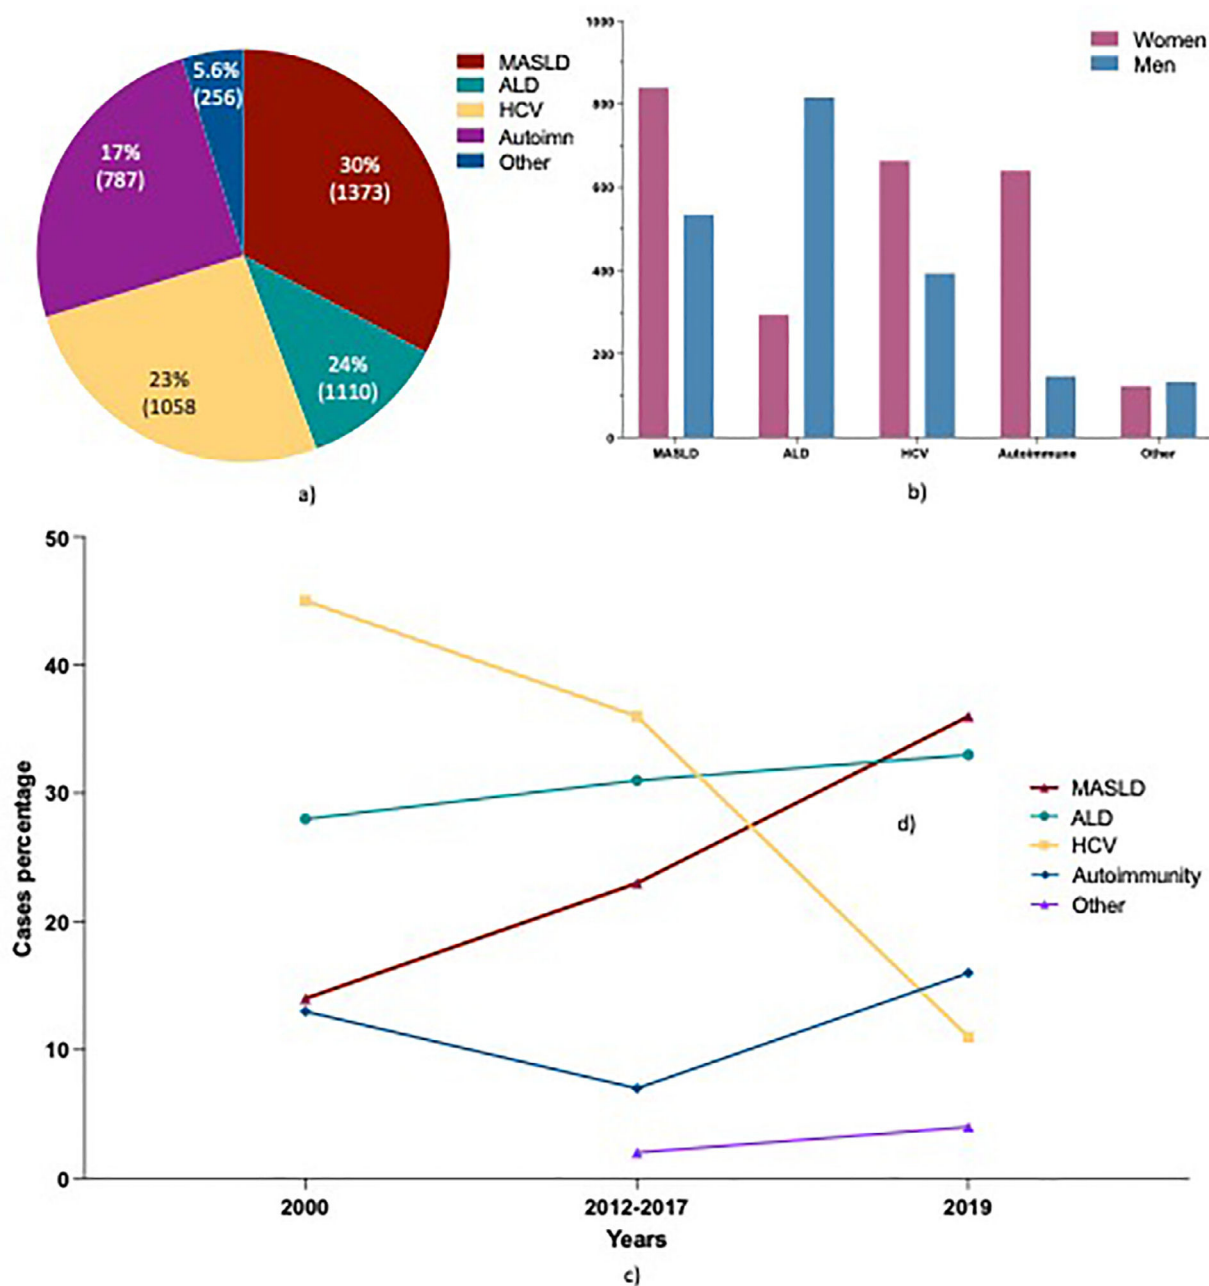 5.6%
(256)
17%
(787)
30%
(1373)
24%
(1110)
23%
(1058
MASLD
ALD
HCV
Autoimn
Other
a)
1000
800
600
400
200
0
Women
Men
MASLD
ALD
HCV
Autoimmune
Other
b)
50
40
30
20
10
0
Cases percentage
d)
MASLD
ALD
HCV
Autoimmunity
Other
2000
2012-2017
2019
Years
c)